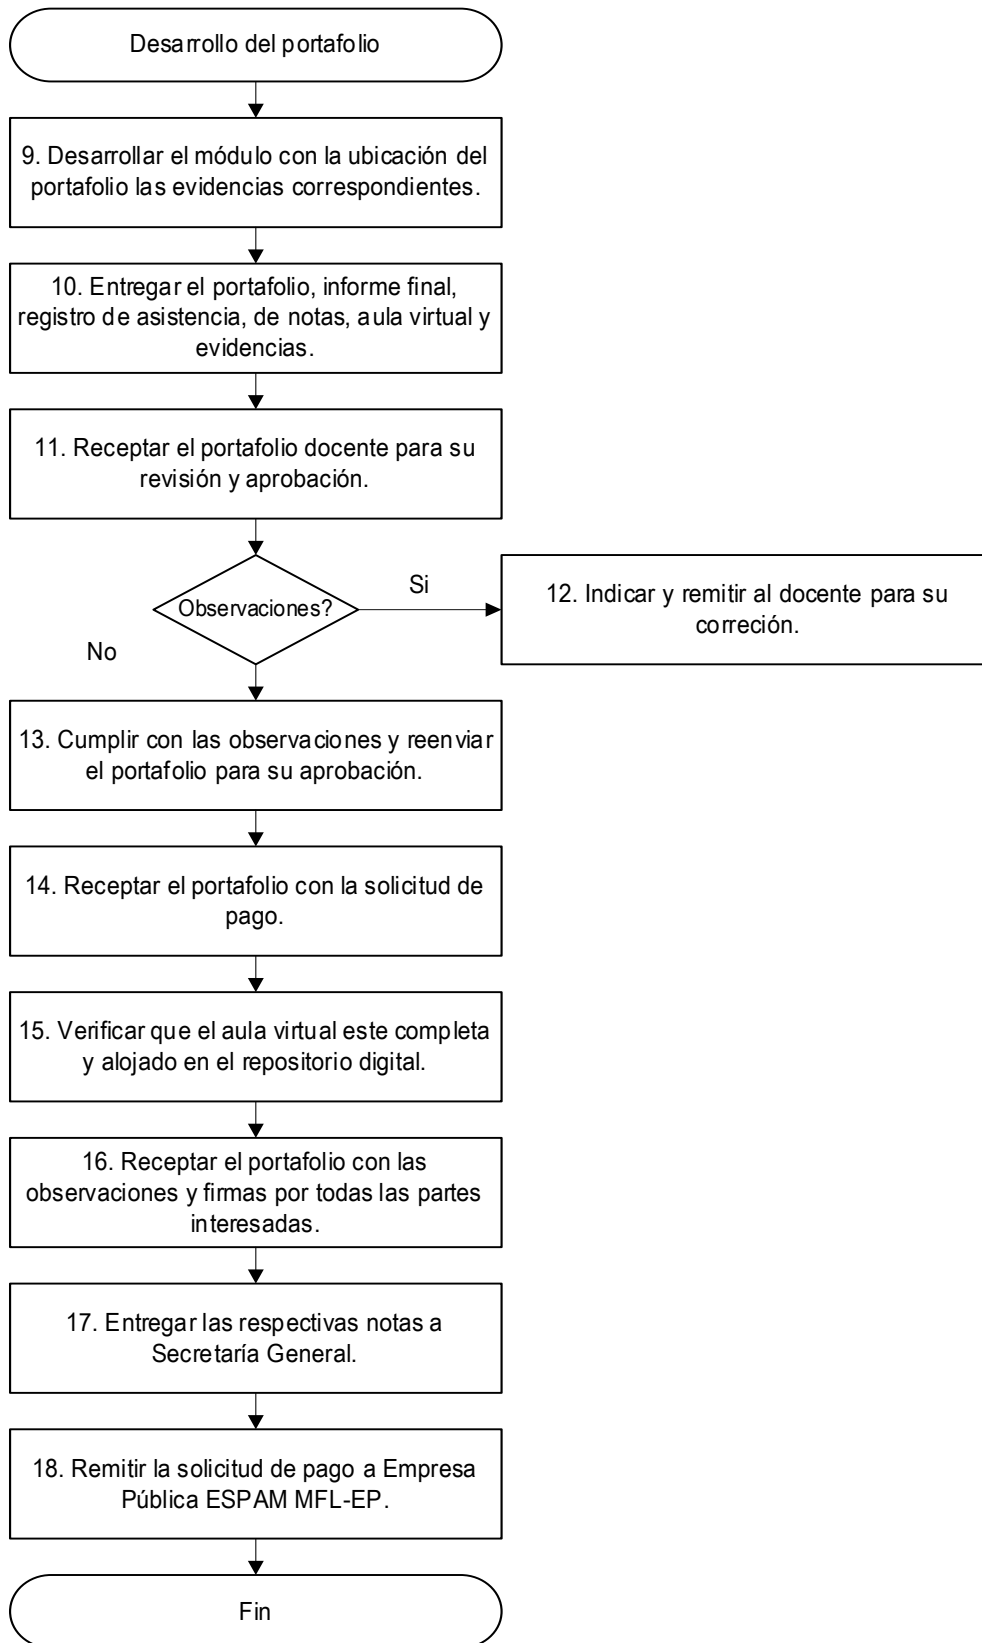 Desarrollo del portafolio
9. Desarrollar el módulo con la ubicación del
portafolio las evidencias correspondientes.
10. Entregar el portafolio, informe final,
registro de asistencia, de notas, aula virtual y
evidencias.
11. Receptar el portafolio docente para su
revisión y aprobación.
Observaciones?
Si
12. Indicar y remitir al docente para su
correción.
No
13. Cumplir con las observaciones y reenviar
el portafolio para su aprobación.
14. Receptar el portafolio con la solicitud de
pago.
15. Verificar que el aula virtual este completa
y alojado en el repositorio digital.
16. Receptar el portafolio con las
observaciones y firmas por todas las partes
interesadas.
17. Entregar las respectivas notas a
Secretaría General.
18. Remitir la solicitud de pago a Empresa
Pública ESPAM MFL-EP.
Fin